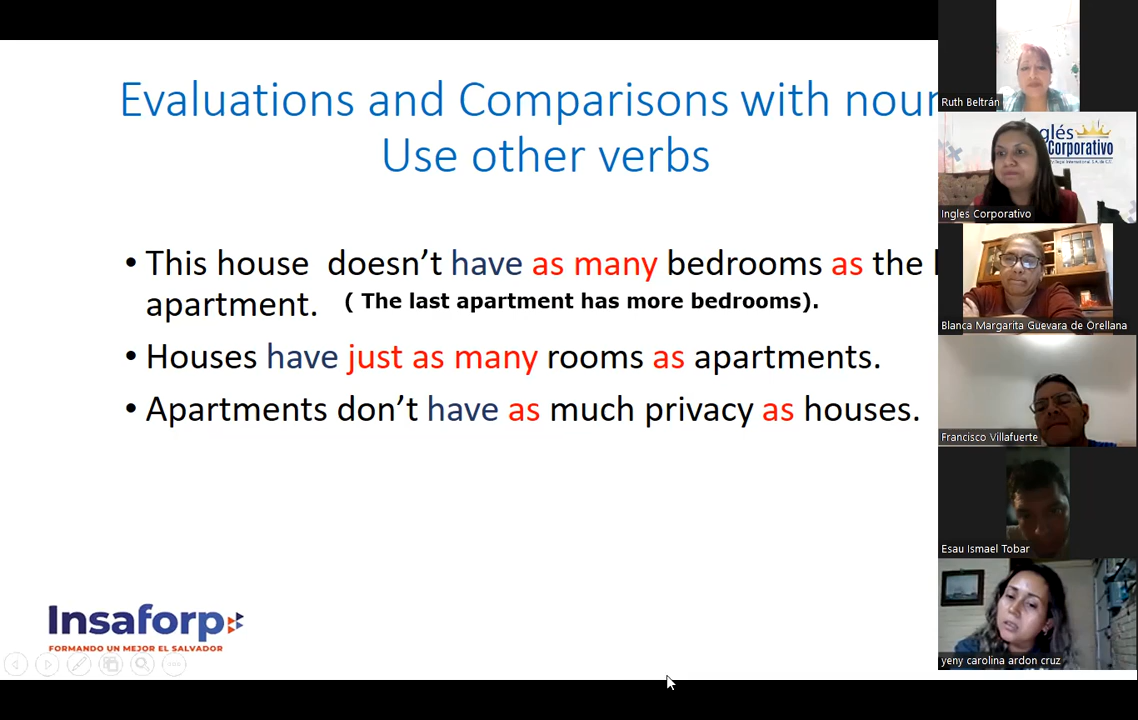 Evaluations and Comparisons with noun
Use other verbs
• This house doesn’t have as many bedrooms as the l
apartment. ( The last apartment has more bedrooms).
• Houses have just as many rooms as apartments.
• Apartments don’t have as much privacy as houses.
Insaforp
FORMANDO UN MEJOR EL SALVADOR
Ruth Beltrán
glés
Corporativo
Ingles Corporativo
Blanca Margarita Guevara de Orellana
Francisco Villafuerte
Esau Ismael Tobar
yeny carolina ardon cruz